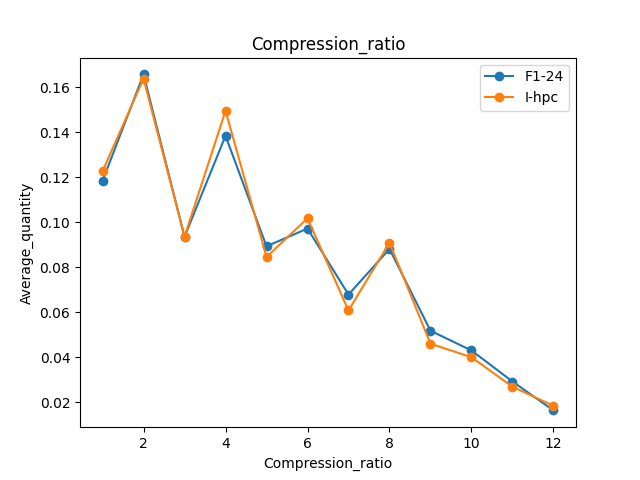 Compression_ratio
F1-24
I-hpc
0.16
0.14
0.12
0.10
0.08
0.06
0.04
0.02
Average_quantity
2 4 6 8 10 12
Compression_ratio